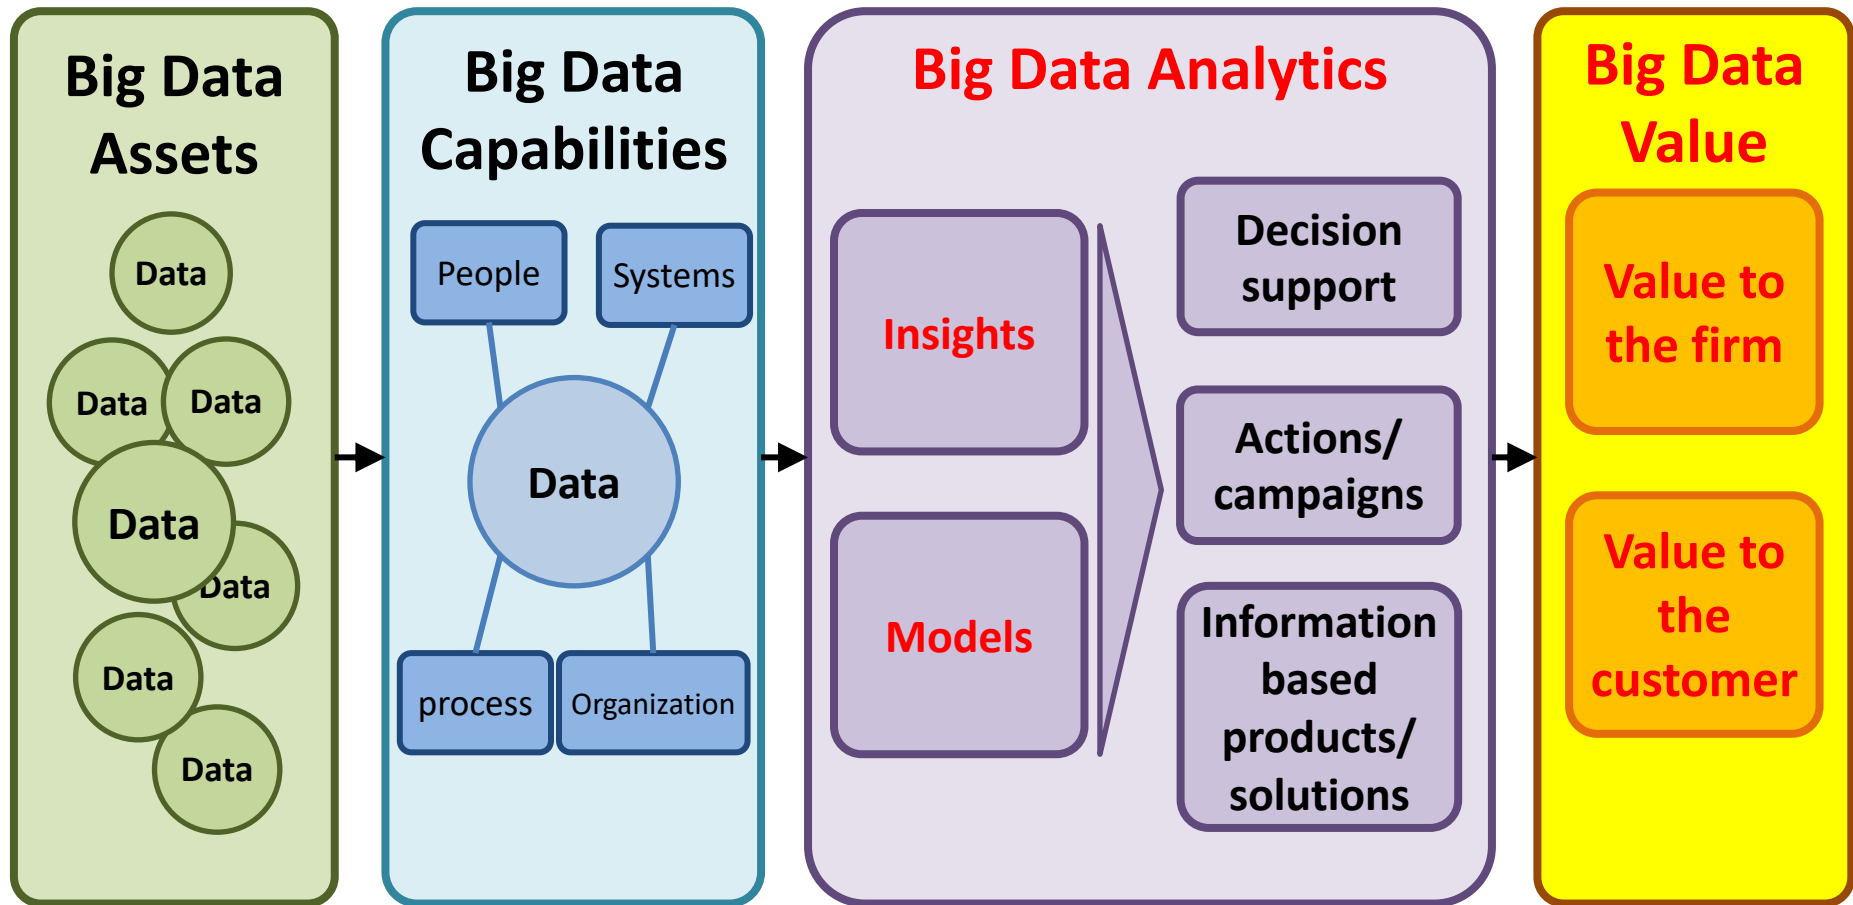 Big Data
Assets
Data
Data
Data
Data
Data
Data
Data
Big Data
Capabilities
People
Systems
Data
process
Organization
Big Data Analytics
Insights
Models
Decision
support
Actions/
campaigns
Information
based
products/
solutions
Big Data
Value
Value to
the firm
Value to
the
customer